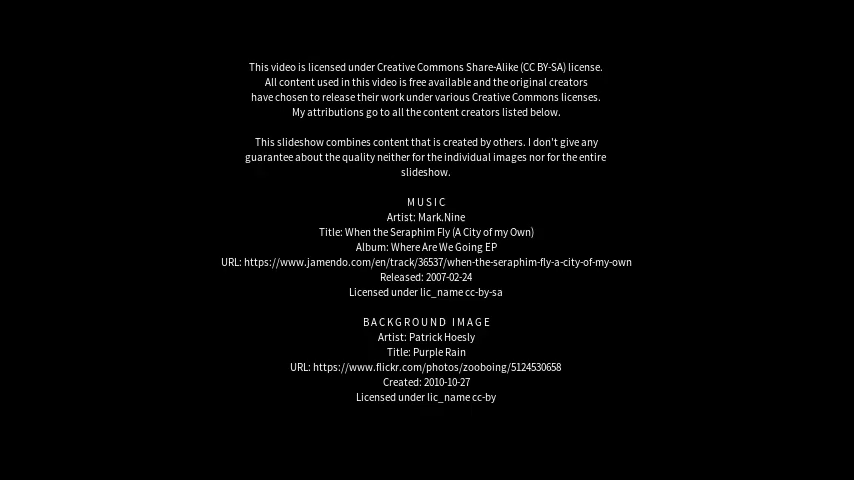 This video is licensed under Creative Commons Share-Alike (CC BY-SA) license.
All content used in this video is free available and the original creators
have chosen to release their work under various Creative Commons licenses.
My attributions go to all the content creators listed below.
This slideshow combines content that is created by others. I don't give any
guarantee about the quality neither for the individual images nor for the entire
slideshow.
MUSIC
Artist: Mark.Nine
Title: When the Seraphim Fly (A City of my Own)
Album: Where Are We Going EP
URL: https://www.jamendo.com/en/track/36537/when-the-seraphim-fly-a-city-of-my-own
Released: 2007-02-24
Licensed under lic_name cc-by-sa
BACKGROUND IMAGE
Artist: Patrick Hoesly
Title: Purple Rain
URL: https://www.flickr.com/photos/zooboing/5124530658
Created: 2010-10-27
Licensed under lic_name cc-by